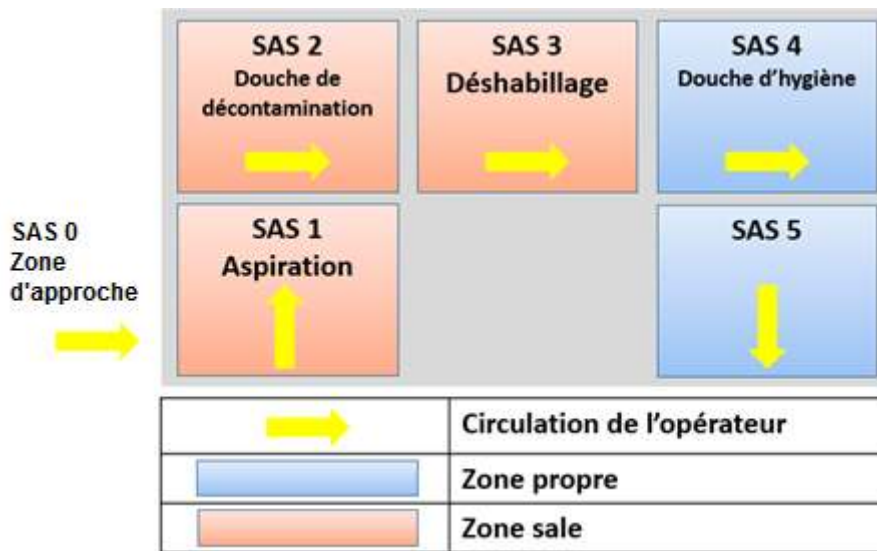 SAS 2
Douche de
décontamination
SAS 3
Déshabillage
SAS 4
Douche d'hygiène
SAS 0
Zone
d'approche
SAS 1
Aspiration
SAS 5
Circulation de l'opérateur
Zone propre
Zone sale